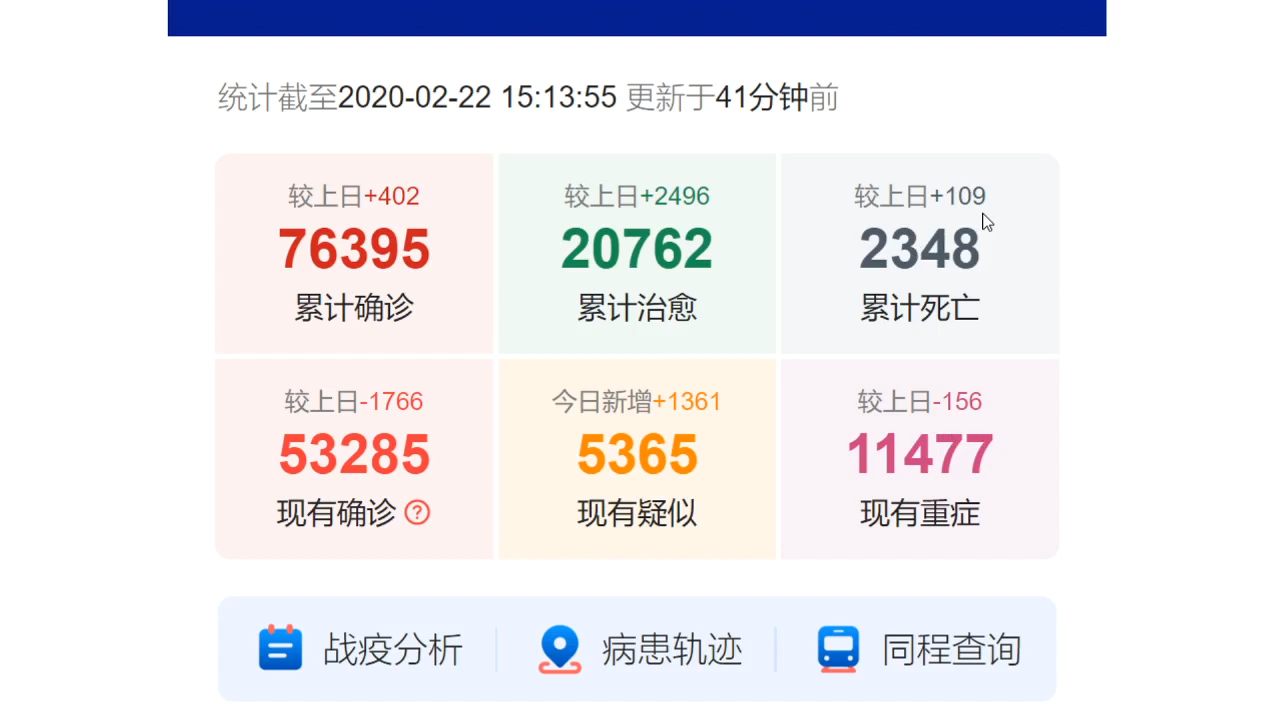 统计截至2020-02-22 15:13:55 更新于41分钟前
较上日+402
76395
累计确诊
较上日+2496
20762
累计治愈
较上日+109
2348
累计死亡
较上日-1766
53285
现有确诊 ?
今日新增+1361
5365
现有疑似
较上日-156
11477
现有重症
战疫分析
病患轨迹
同程查询